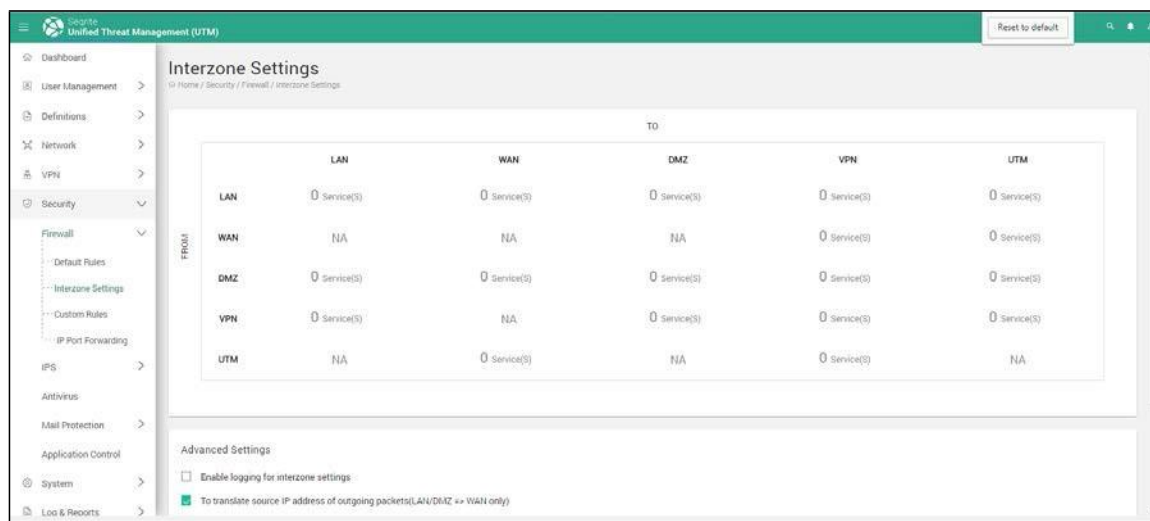 Seqrite
Unified Threat Management (UTM)
Reset to default
Dashboard
User Management
Definitions
Network
VPN
Security
Firewall
Default Rules
Interzone Settings
Custom Rules
IP Port Forwarding
IPS
Antivirus
Mail Protection
Application Control
System
Log & Reports
Interzone Settings
Home / Security / Firewall / Interzone Settings
TO
LAN WAN DMZ VPN UTM
FROM
LAN 0 Service(S) 0 Service(S) 0 Service(S) 0 Service(S) 0 Service(S)
WAN NA NA NA 0 Service(S) 0 Service(S)
DMZ 0 Service(S) 0 Service(S) 0 Service(S) 0 Service(S) 0 Service(S)
VPN 0 Service(S) NA 0 Service(S) 0 Service(S) 0 Service(S)
UTM NA 0 Service(S) NA 0 Service(S) NA
Advanced Settings
Enable logging for interzone settings
To translate source IP address of outgoing packets(LAN/DMZ => WAN only)